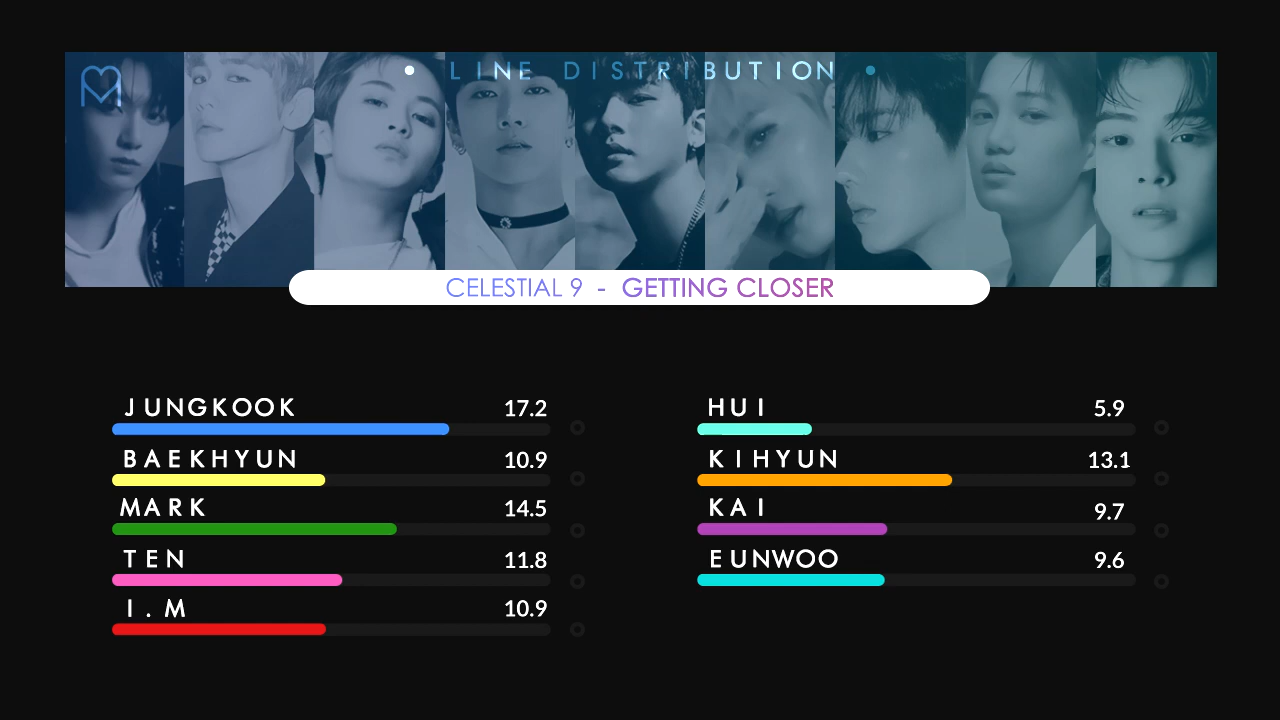 LINE DISTRIBUTION
CELESTIAL 9 - GETTING CLOSER
JUNGKOOK 17.2
BAEKHYUN 10.9
MARK 14.5
TEN 11.8
I.M 10.9
HUI 5.9
KIHYUN 13.1
KAI 9.7
EUNWOO 9.6